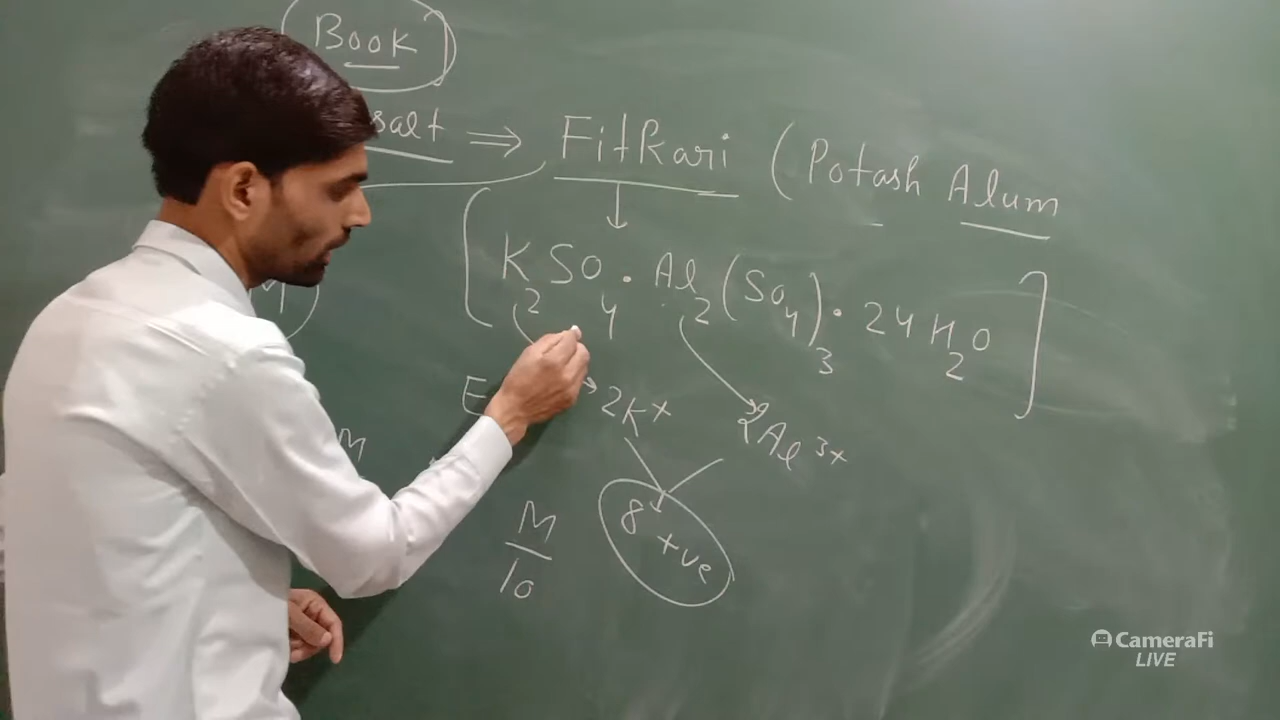 Book
salt ⇒ Fitkari (Potash Alum
[K2SO4 · Al2(SO4)3 · 24H2O]
E
2K+ 2Al3+
M
M/10
8 +ve
CameraFi
LIVE